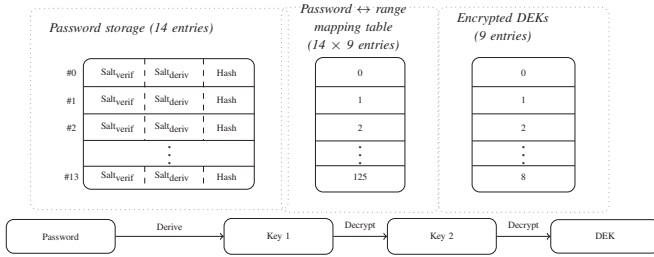 Password storage (14 entries)
Password ↔ range
mapping table
(14 × 9 entries)
Encrypted DEKs
(9 entries)
#0 Salt_verif Salt_deriv Hash
#1 Salt_verif Salt_deriv Hash
#2 Salt_verif Salt_deriv Hash
⋮
#13 Salt_verif Salt_deriv Hash
0
1
2
⋮
125
0
1
2
⋮
8
Password Derive Key 1 Decrypt Key 2 Decrypt DEK